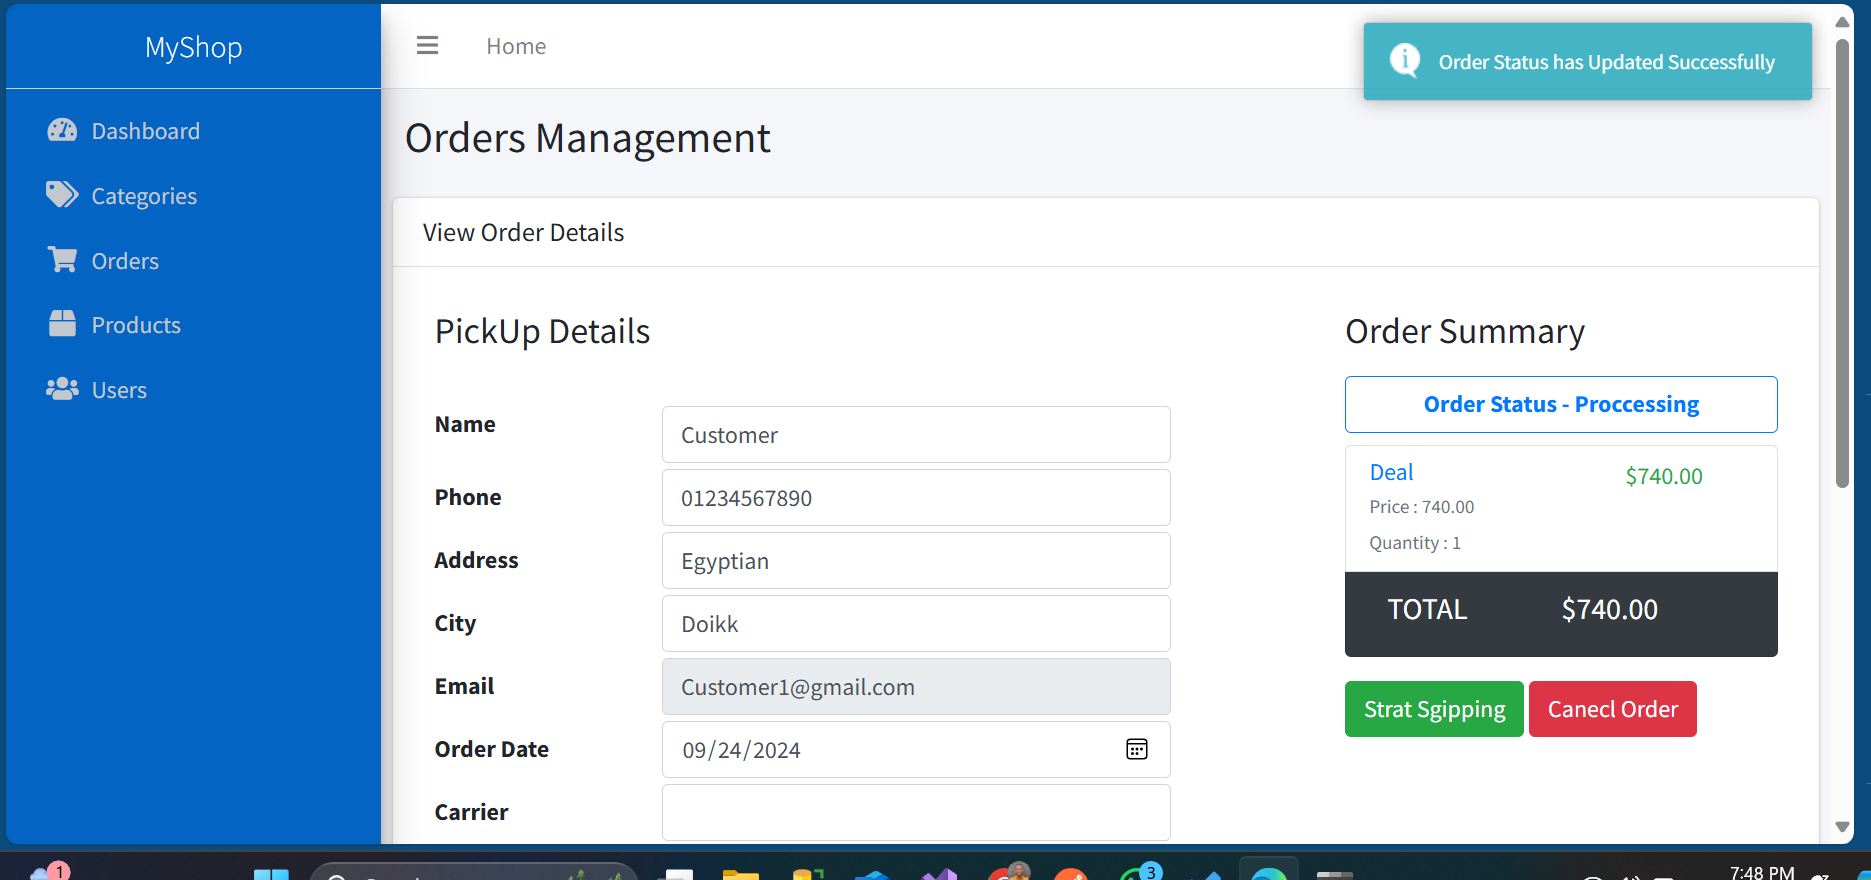 MyShop
Home
Order Status has Updated Successfully
Dashboard
Categories
Orders
Products
Users
Orders Management
View Order Details
PickUp Details
Name
Customer
Phone
01234567890
Address
Egyptian
City
Doikk
Email
Customer1@gmail.com
Order Date
09/24/2024
Carrier
Order Summary
Order Status - Proccessing
Deal
$740.00
Price : 740.00
Quantity : 1
TOTAL
$740.00
Strat Sgipping
Canecl Order
1
3
7:48 PM